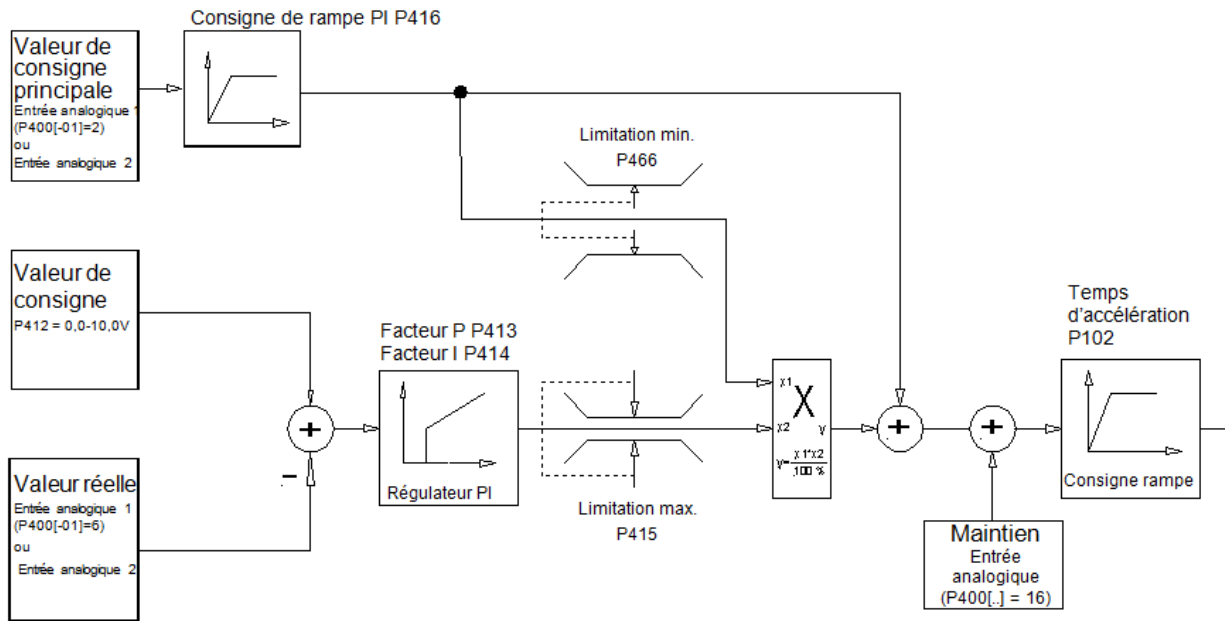 Consigne de rampe PI P416
Valeur de
consigne
principale
Entrée analogique 1
(P400[-01]=2)
ou
Entrée analogique 2
Limitation min.
P466
Valeur de
consigne
P412 = 0,0-10,0V
Facteur P P413
Facteur I P414
Régulateur PI
Temps
d'accélération
P102
Consigne rampe
x1
X
x2
y
y=x1*x2
100 %
+
+
+
–
Valeur réelle
Entrée analogique 1
(P400[-01]=6)
ou
Entrée analogique 2
Limitation max.
P415
Maintien
Entrée
analogique
(P400[..] = 16)